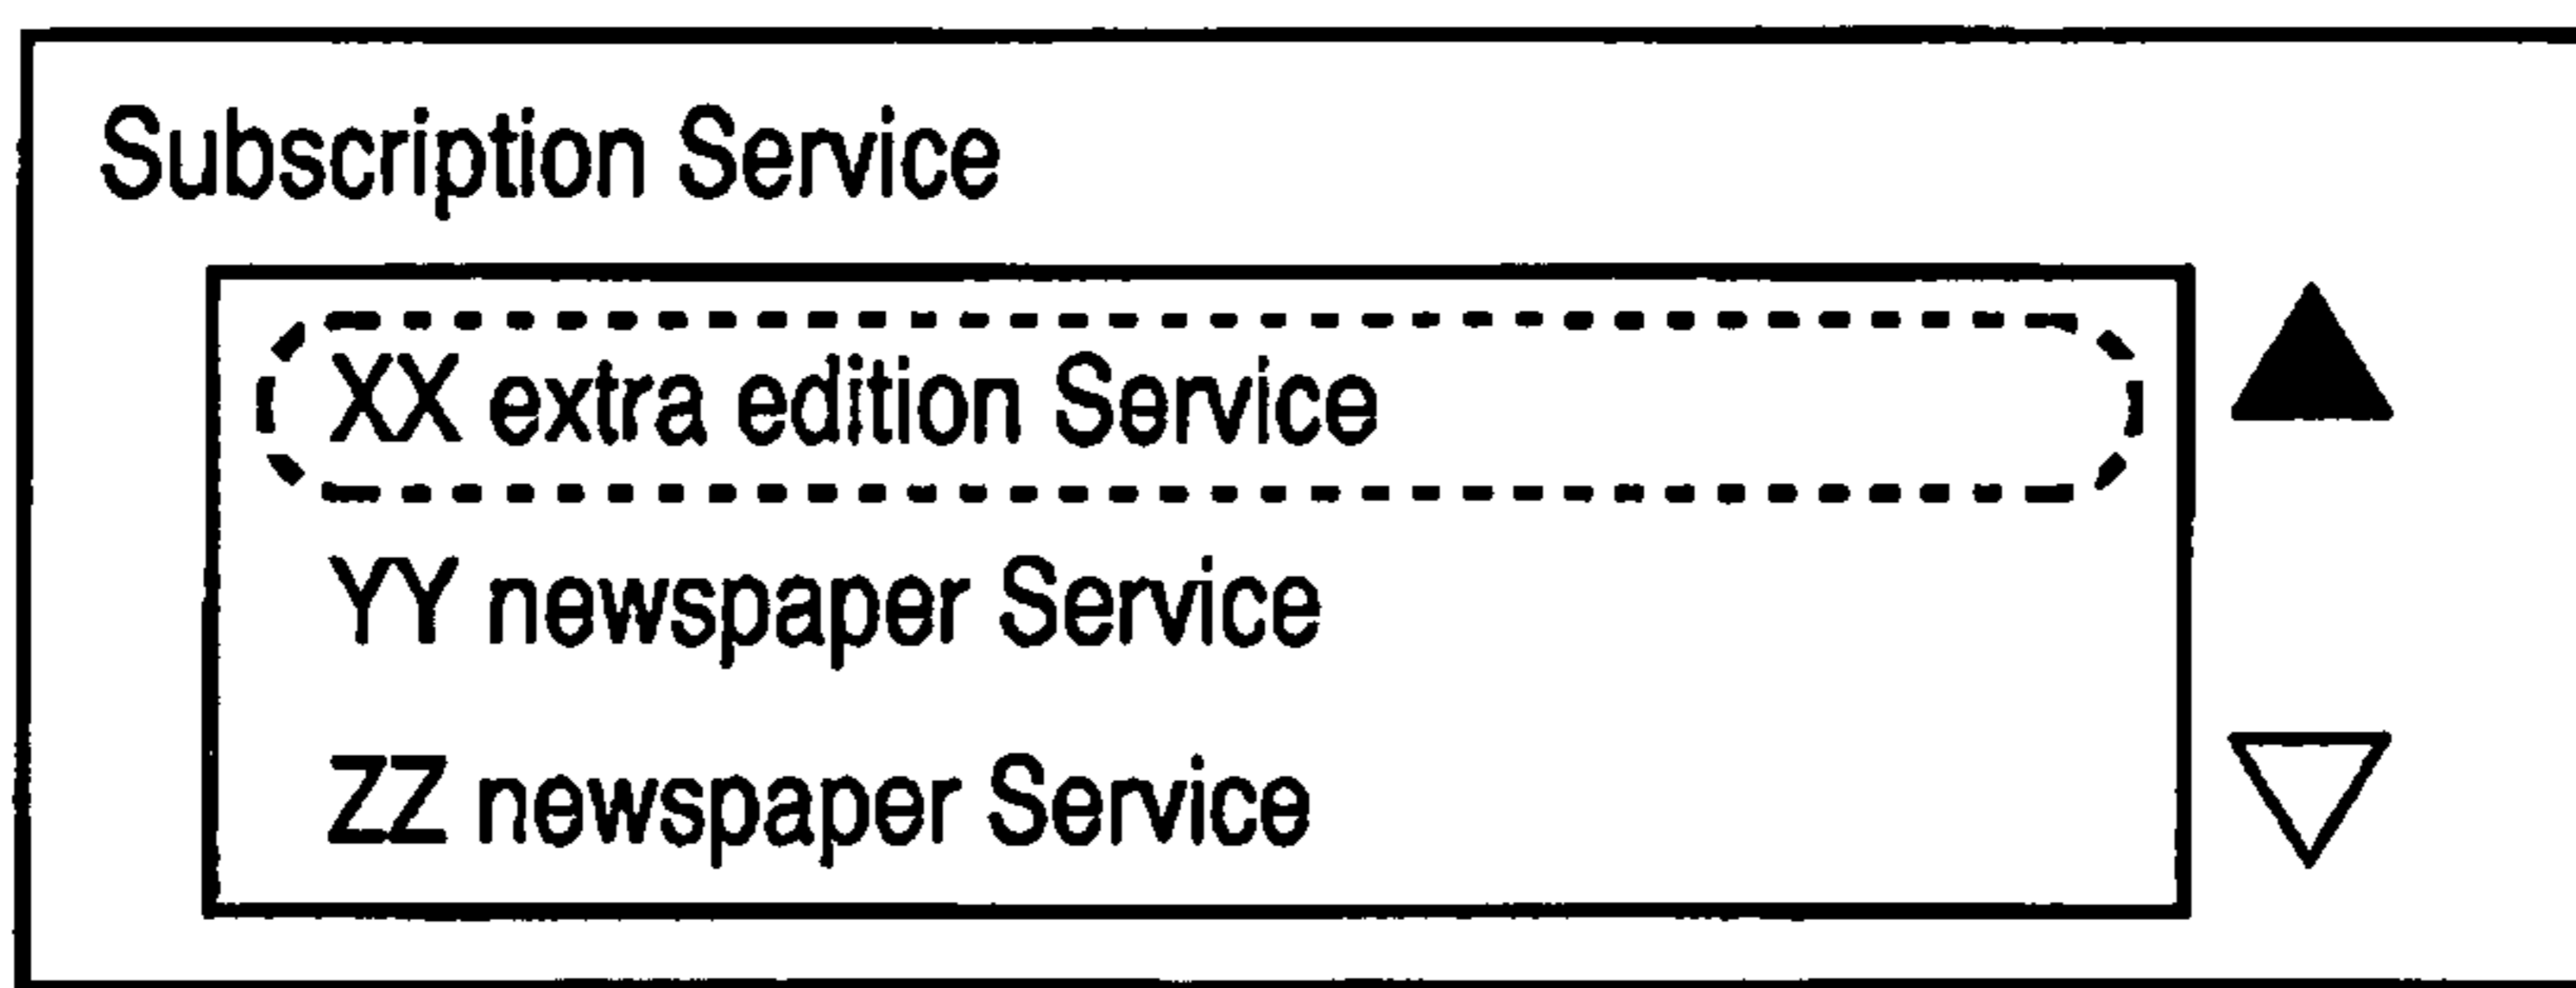 Subscription Service
XX extra edition Service
YY newspaper Service
ZZ newspaper Service